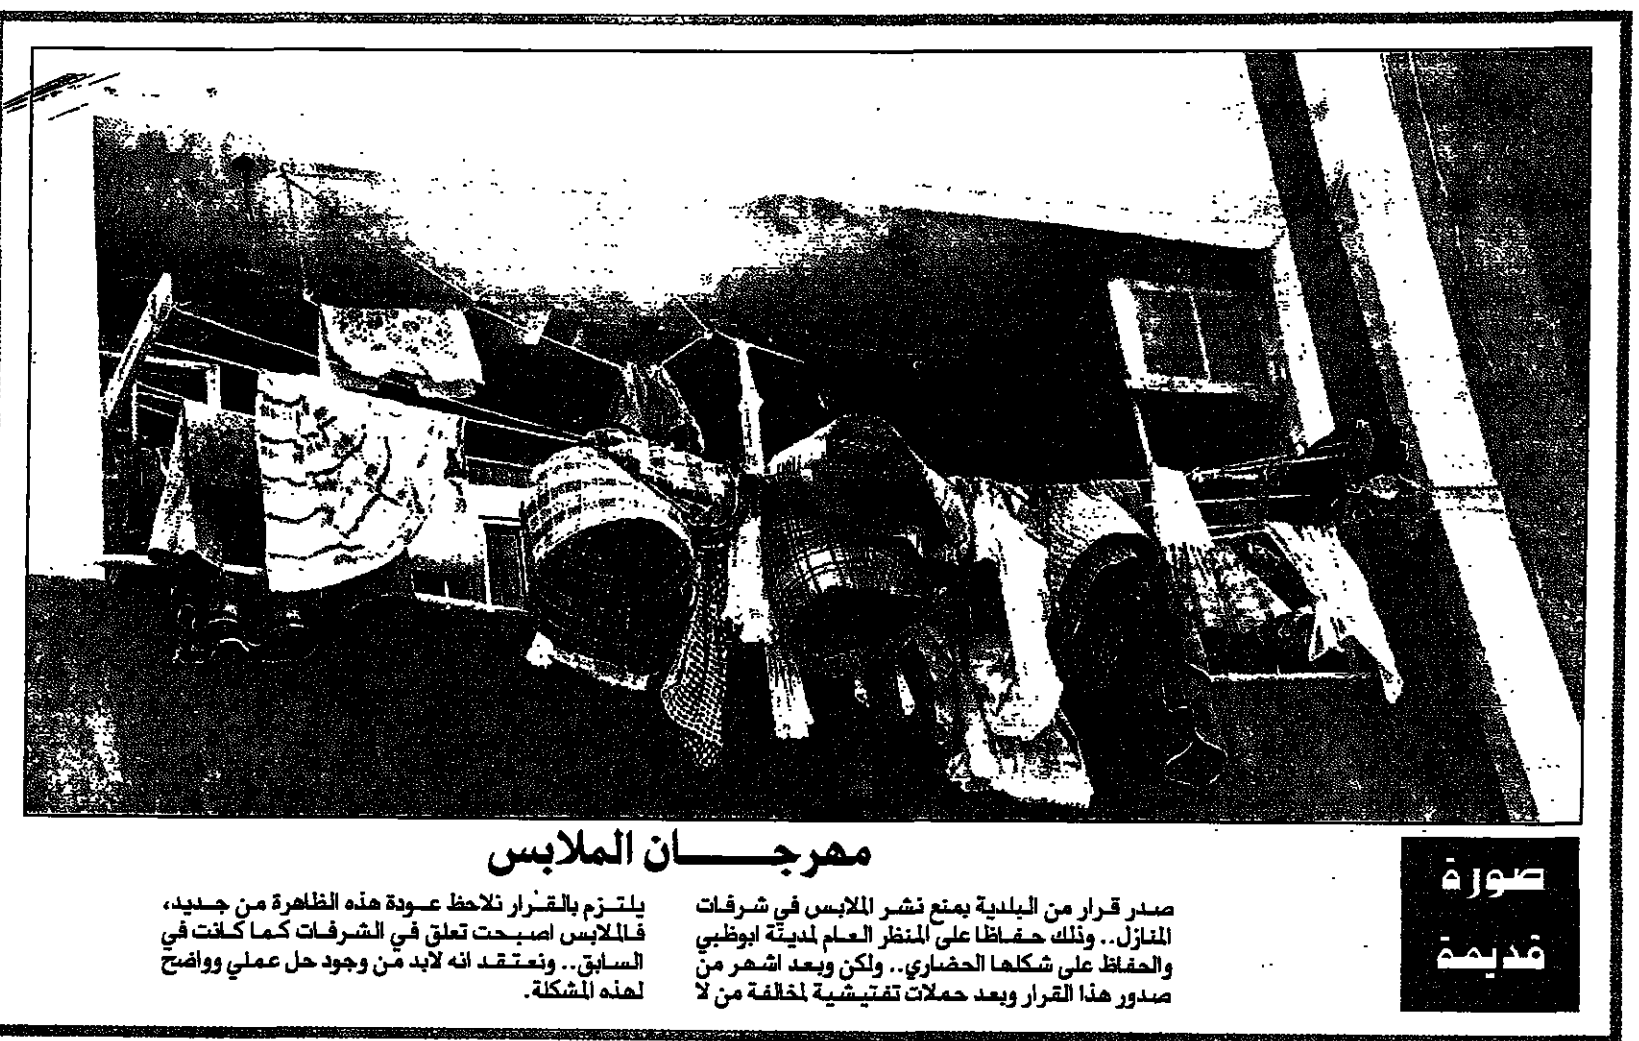 مهرجـــــان الملابس
صورة
قديمة
صدر قرار من البلدية يمنع نشر الملابس في شرفات
المنازل.. وذلك حفاظا على المنظر العام لمدينة ابوظبي
والحفاظ على شكلها الحضاري.. ولكن وبعد اشهر من
صدور هذا القرار وبعد حملات تفتيشية لمخالفة من لا
يلتزم بالقرار نلاحظ عودة هذه الظاهرة من جديد،
فالملابس اصبحت تعلق في الشرفات كما كانت في
السابق.. ونعتقد انه لابد من وجود حل عملي وواضح
لهذه المشكلة.